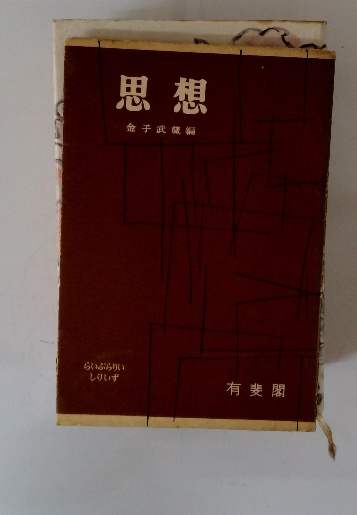 思想
金子武蔵編
らいぶらりい
しりいず
有斐閣